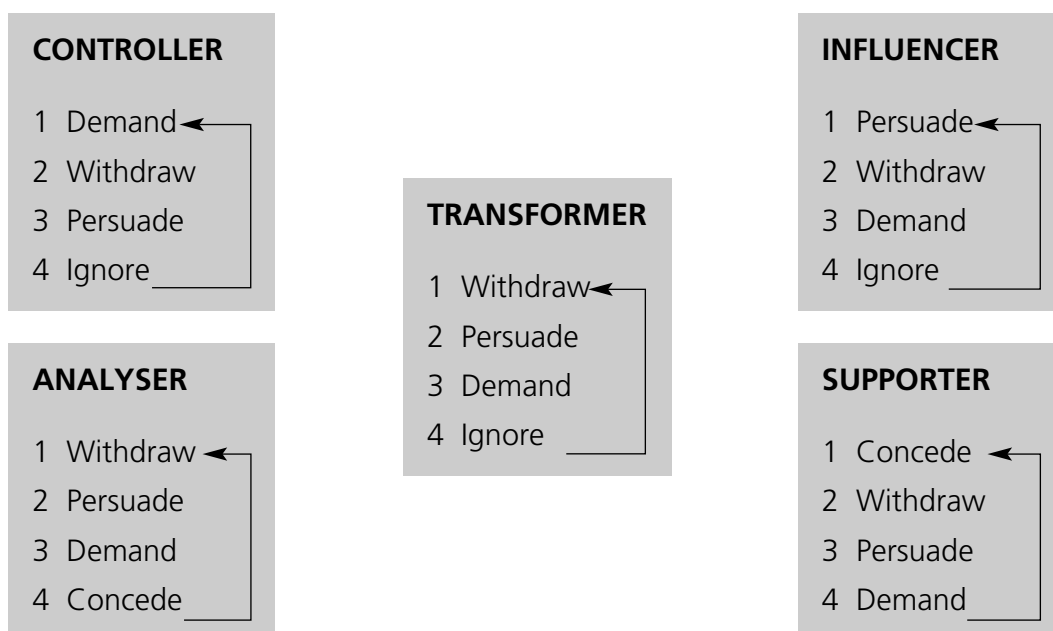 CONTROLLER
1 Demand
2 Withdraw
3 Persuade
4 Ignore
ANALYSER
1 Withdraw
2 Persuade
3 Demand
4 Concede
TRANSFORMER
1 Withdraw
2 Persuade
3 Demand
4 Ignore
INFLUENCER
1 Persuade
2 Withdraw
3 Demand
4 Ignore
SUPPORTER
1 Concede
2 Withdraw
3 Persuade
4 Demand